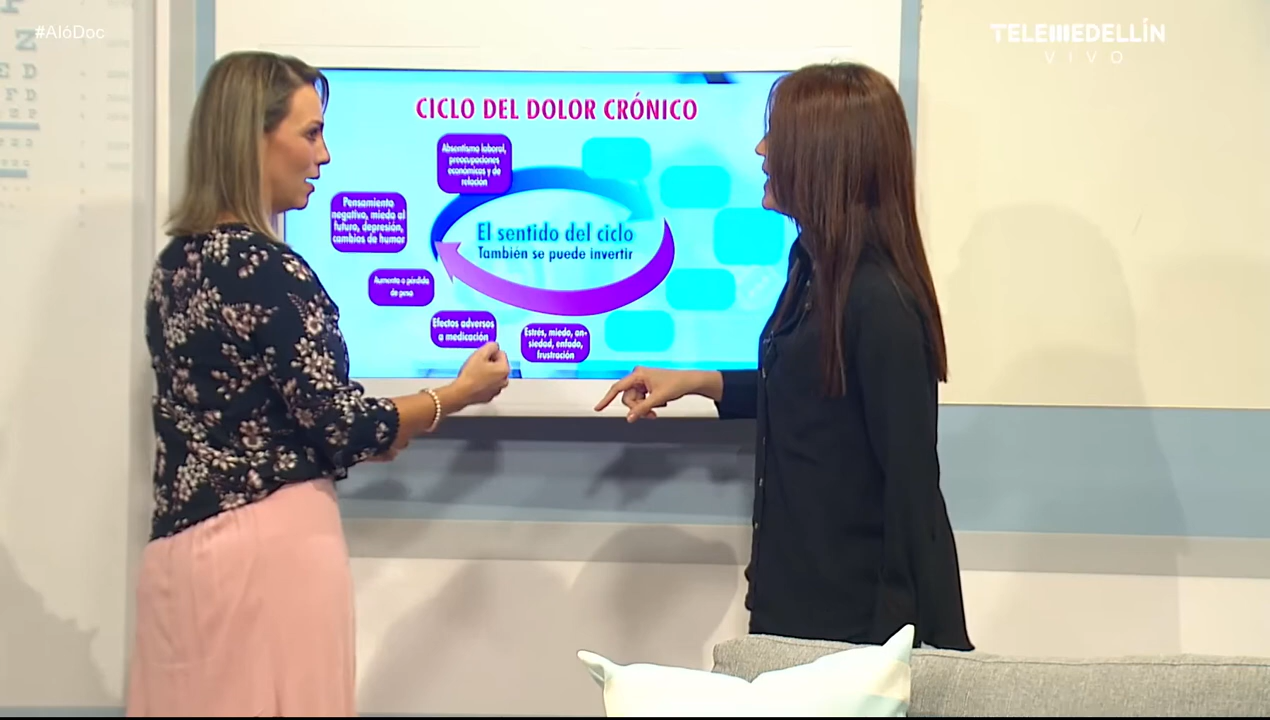 #AlóDoc
TELEMEDELLÍN
VIVO
Z
E D
F D
CICLO DEL DOLOR CRÓNICO
Absentismo laboral,
preocupaciones
económicas y de
relación
Pensamiento
negativo, miedo al
futuro, depresión,
cambios de humor
Aumento o pérdida
de peso
Efectos adversos
a medicación
Estrés, miedo, an-
siedad, enfado,
frustración
El sentido del ciclo
También se puede invertir